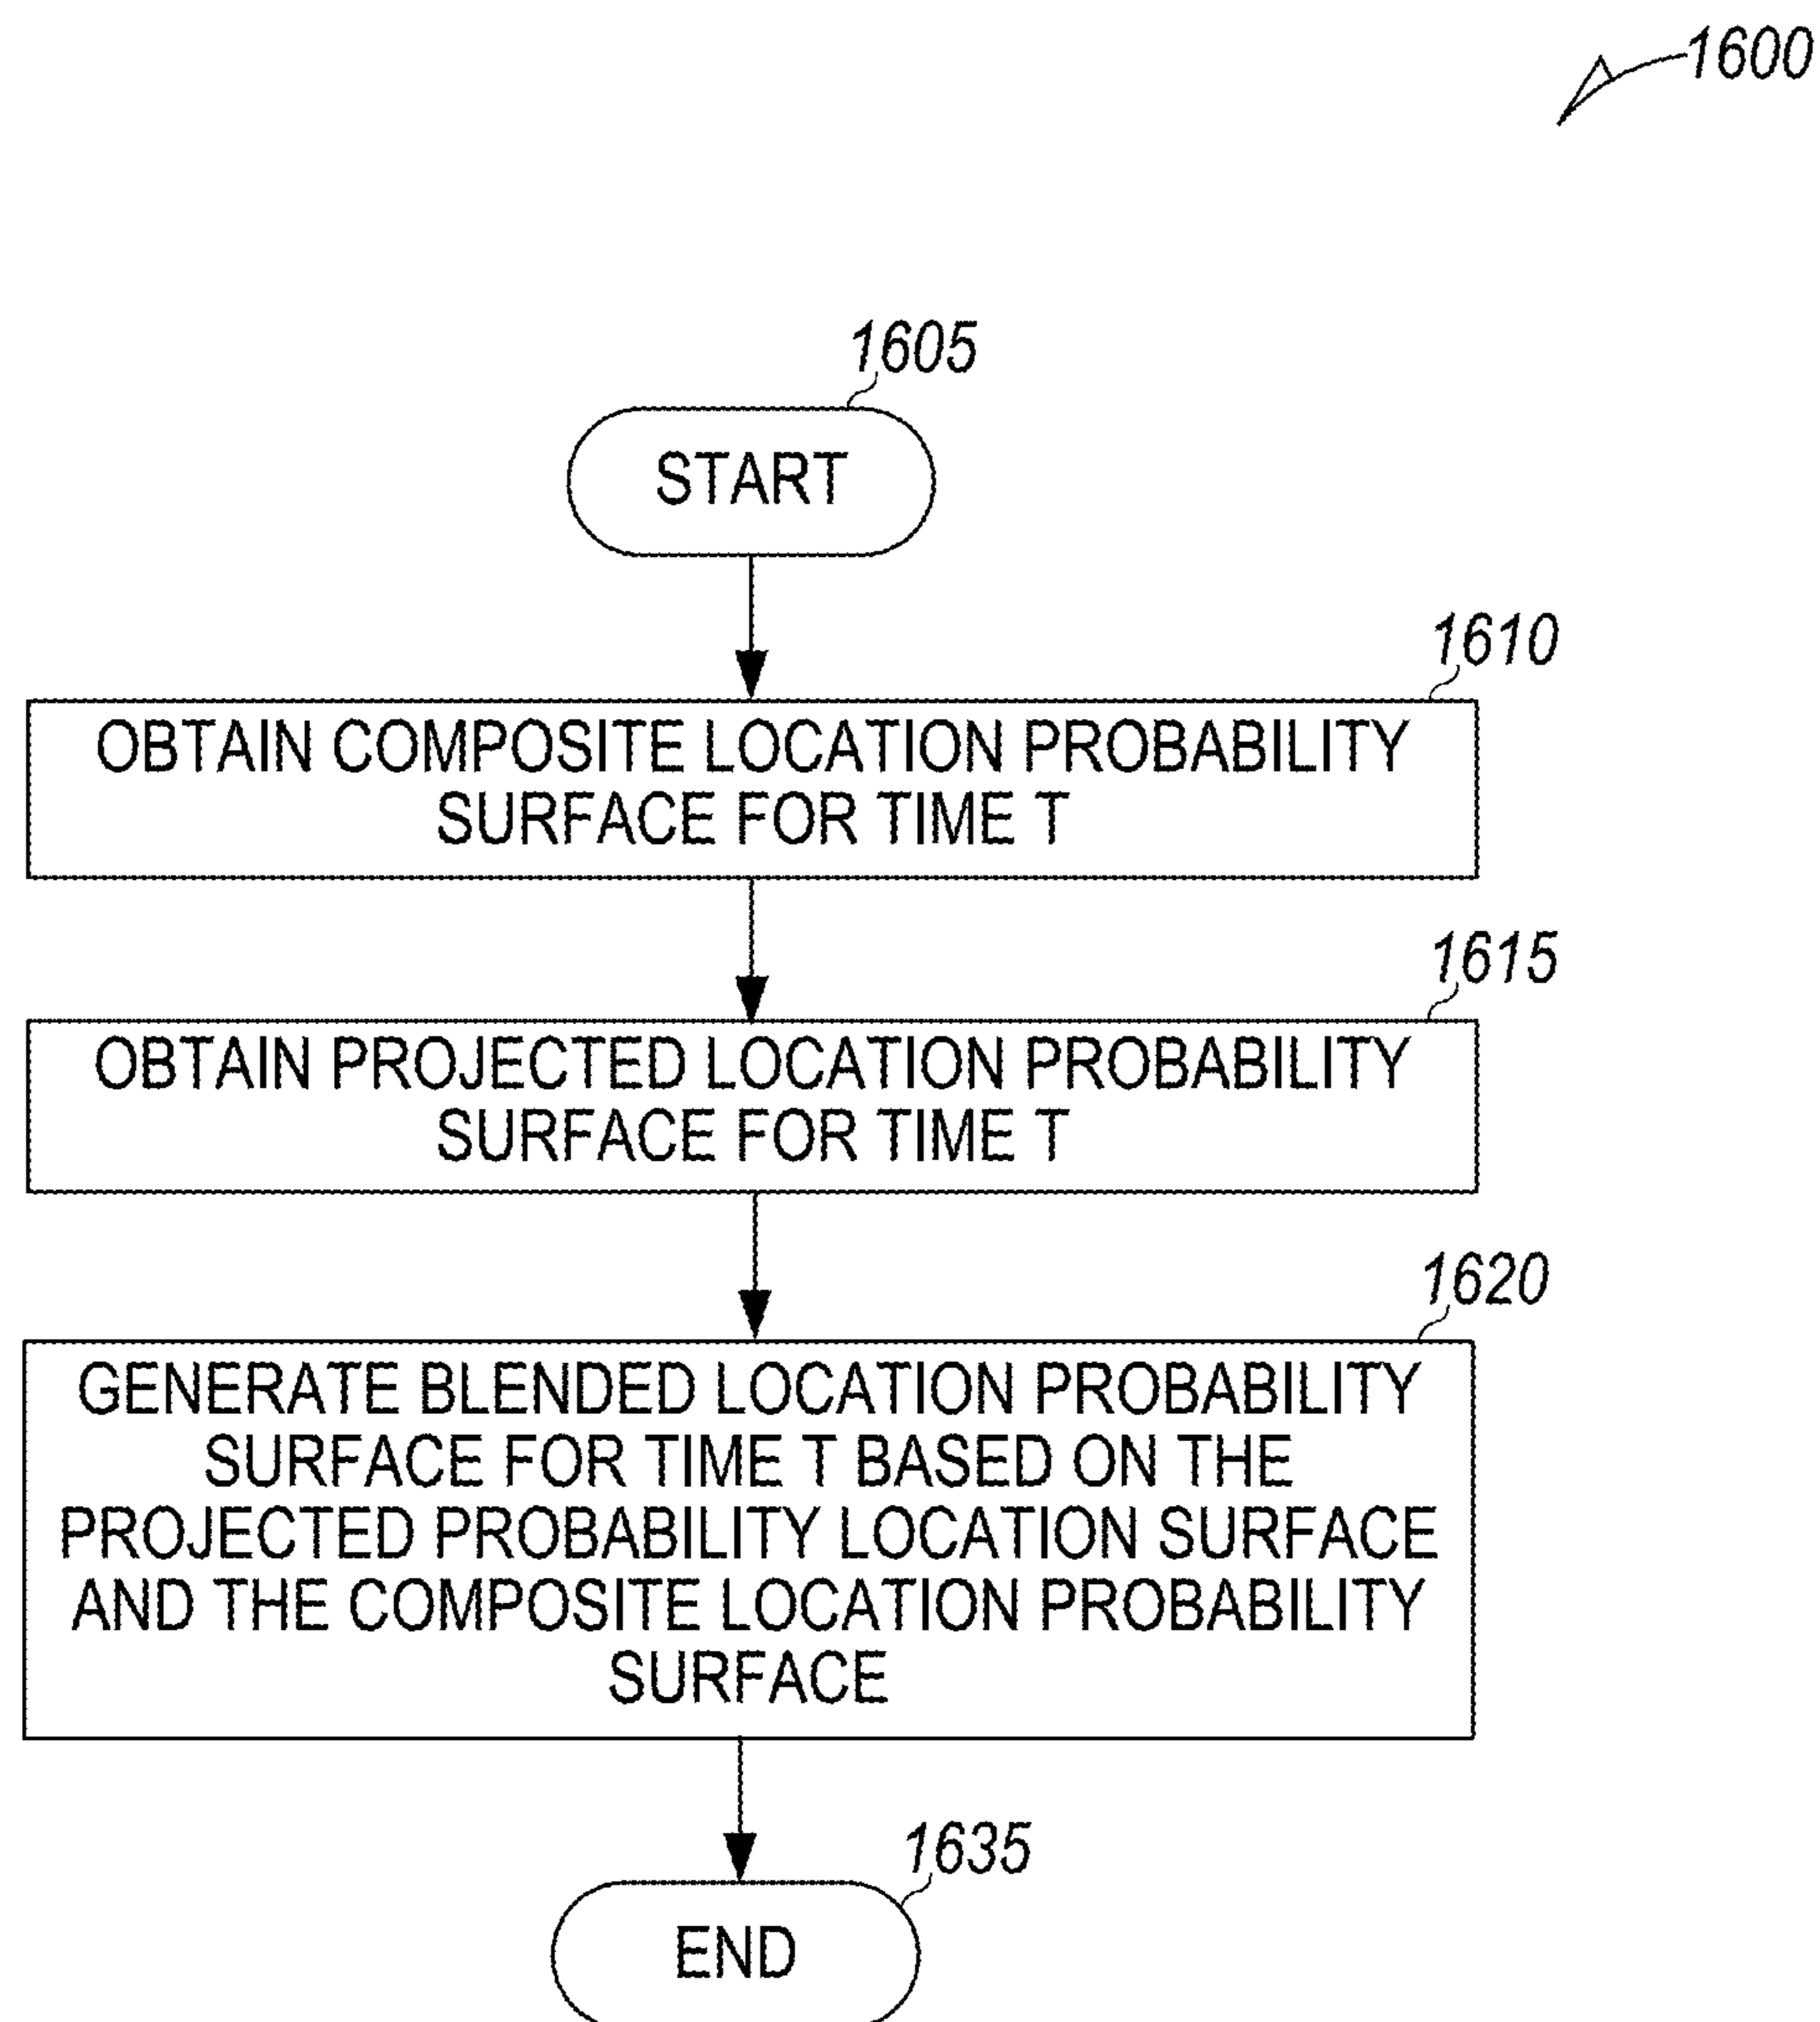 1600
1605
START
1610
OBTAIN COMPOSITE LOCATION PROBABILITY
SURFACE FOR TIME T
1615
OBTAIN PROJECTED LOCATION PROBABILITY
SURFACE FOR TIME T
1620
GENERATE BLENDED LOCATION PROBABILITY
SURFACE FOR TIME T BASED ON THE
PROJECTED PROBABILITY LOCATION SURFACE
AND THE COMPOSITE LOCATION PROBABILITY
SURFACE
1635
END